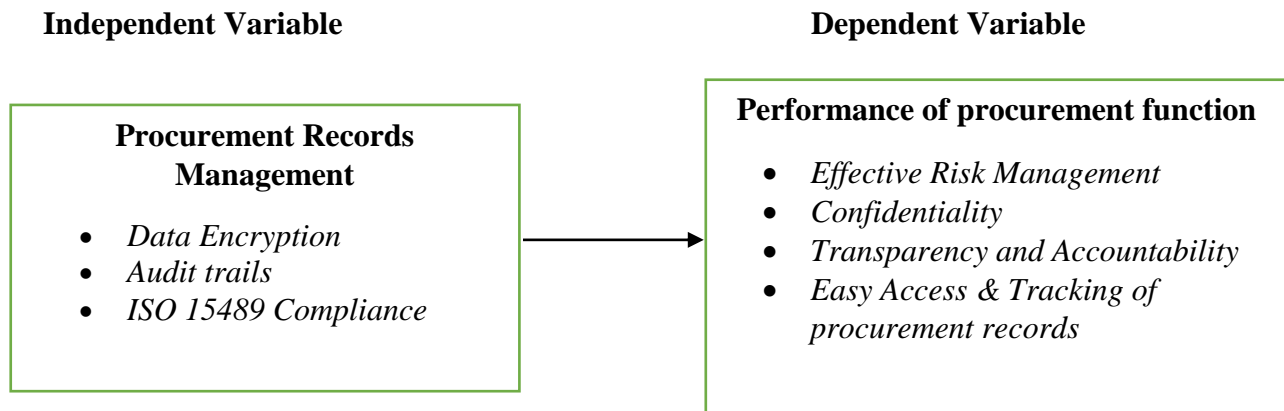 Independent Variable
Dependent Variable
Procurement Records
Management
• Data Encryption
• Audit trails
• ISO 15489 Compliance
Performance of procurement function
• Effective Risk Management
• Confidentiality
• Transparency and Accountability
• Easy Access & Tracking of
procurement records